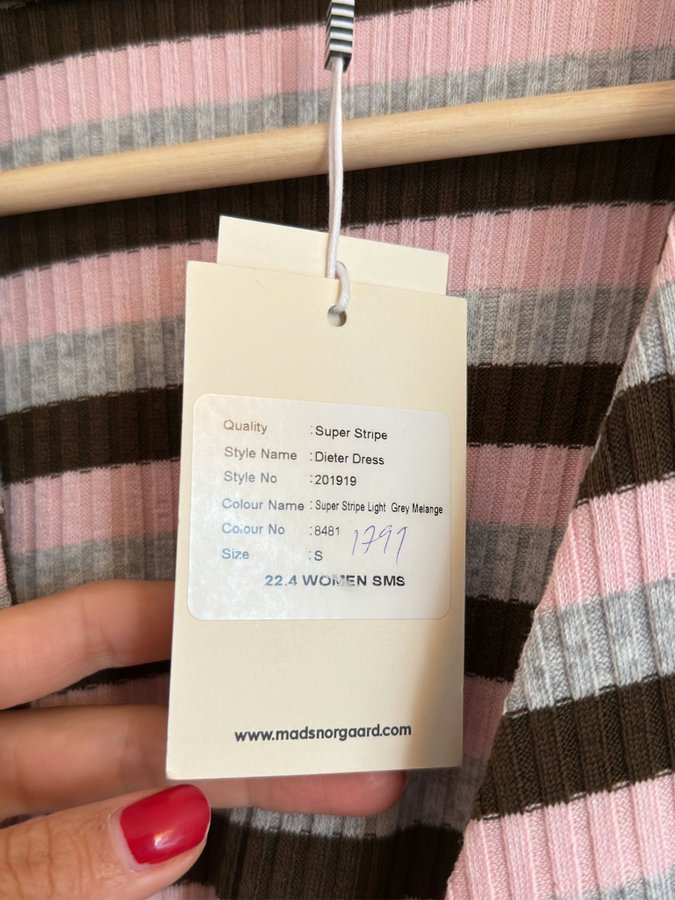 Quality :Super Stripe
Style Name :Dieter Dress
Style No :201919
Colour Name :Super Stripe Light Grey Melange
Colour No :8481
Size :S
1797
22.4 WOMEN SMS
www.madsnorgaard.com